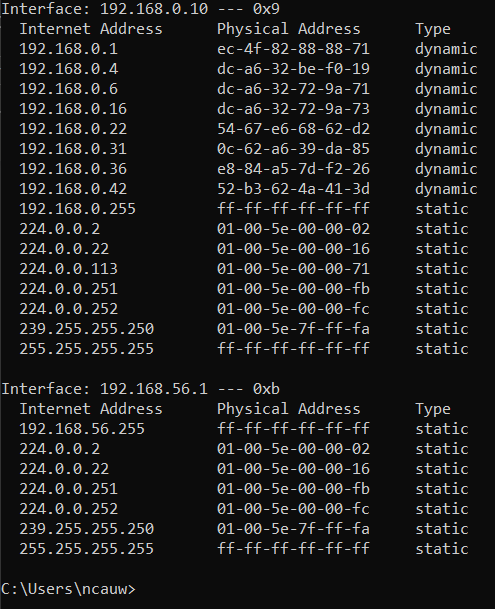 Interface: 192.168.0.10 --- 0x9
  Internet Address      Physical Address      Type
  192.168.0.1           ec-4f-82-88-88-71     dynamic
  192.168.0.4           dc-a6-32-be-f0-19     dynamic
  192.168.0.6           dc-a6-32-72-9a-71     dynamic
  192.168.0.16          dc-a6-32-72-9a-73     dynamic
  192.168.0.22          54-67-e6-68-62-d2     dynamic
  192.168.0.31          0c-62-a6-39-da-85     dynamic
  192.168.0.36          e8-84-a5-7d-f2-26     dynamic
  192.168.0.42          52-b3-62-4a-41-3d     dynamic
  192.168.0.255         ff-ff-ff-ff-ff-ff     static
  224.0.0.2             01-00-5e-00-00-02     static
  224.0.0.22            01-00-5e-00-00-16     static
  224.0.0.113           01-00-5e-00-00-71     static
  224.0.0.251           01-00-5e-00-00-fb     static
  224.0.0.252           01-00-5e-00-00-fc     static
  239.255.255.250       01-00-5e-7f-ff-fa     static
  255.255.255.255       ff-ff-ff-ff-ff-ff     static

Interface: 192.168.56.1 --- 0xb
  Internet Address      Physical Address      Type
  192.168.56.255        ff-ff-ff-ff-ff-ff     static
  224.0.0.2             01-00-5e-00-00-02     static
  224.0.0.22            01-00-5e-00-00-16     static
  224.0.0.251           01-00-5e-00-00-fb     static
  224.0.0.252           01-00-5e-00-00-fc     static
  239.255.255.250       01-00-5e-7f-ff-fa     static
  255.255.255.255       ff-ff-ff-ff-ff-ff     static

C:\Users\ncauw>